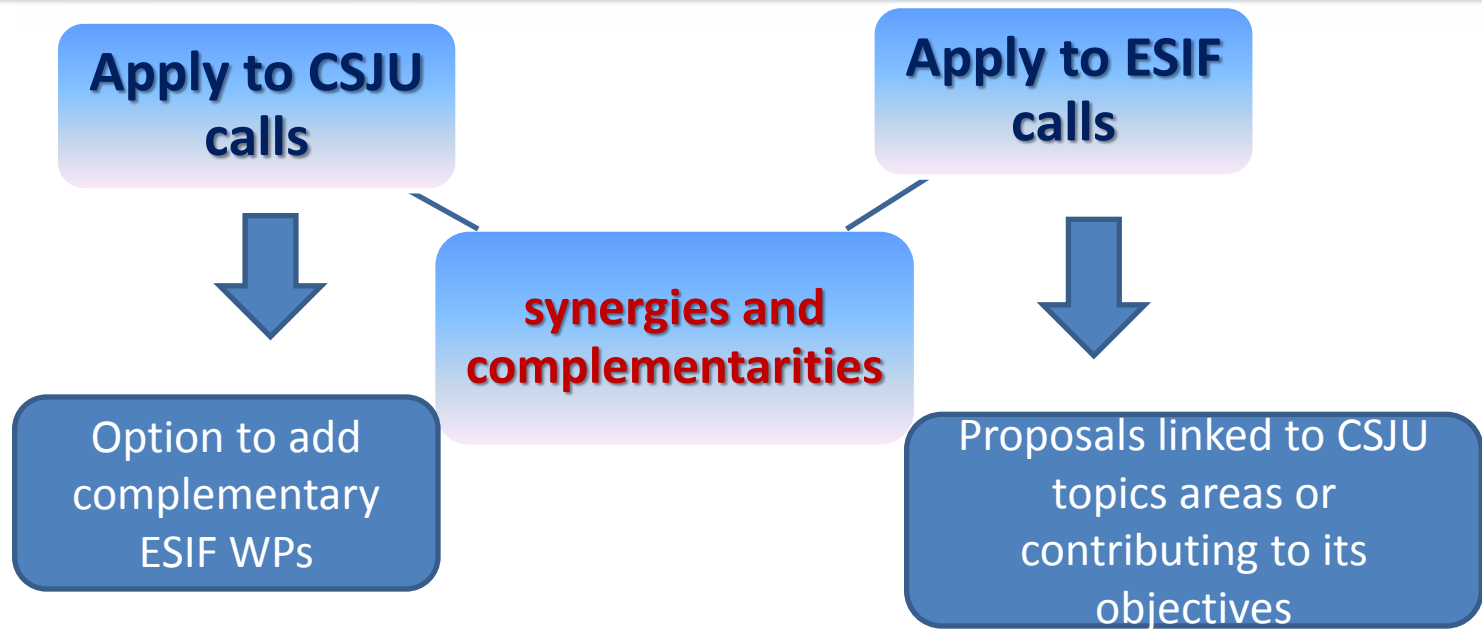 Apply to CSJU
calls
Apply to ESIF
calls
synergies and
complementarities
Option to add
complementary
ESIF WPs
Proposals linked to CSJU
topics areas or
contributing to its
objectives